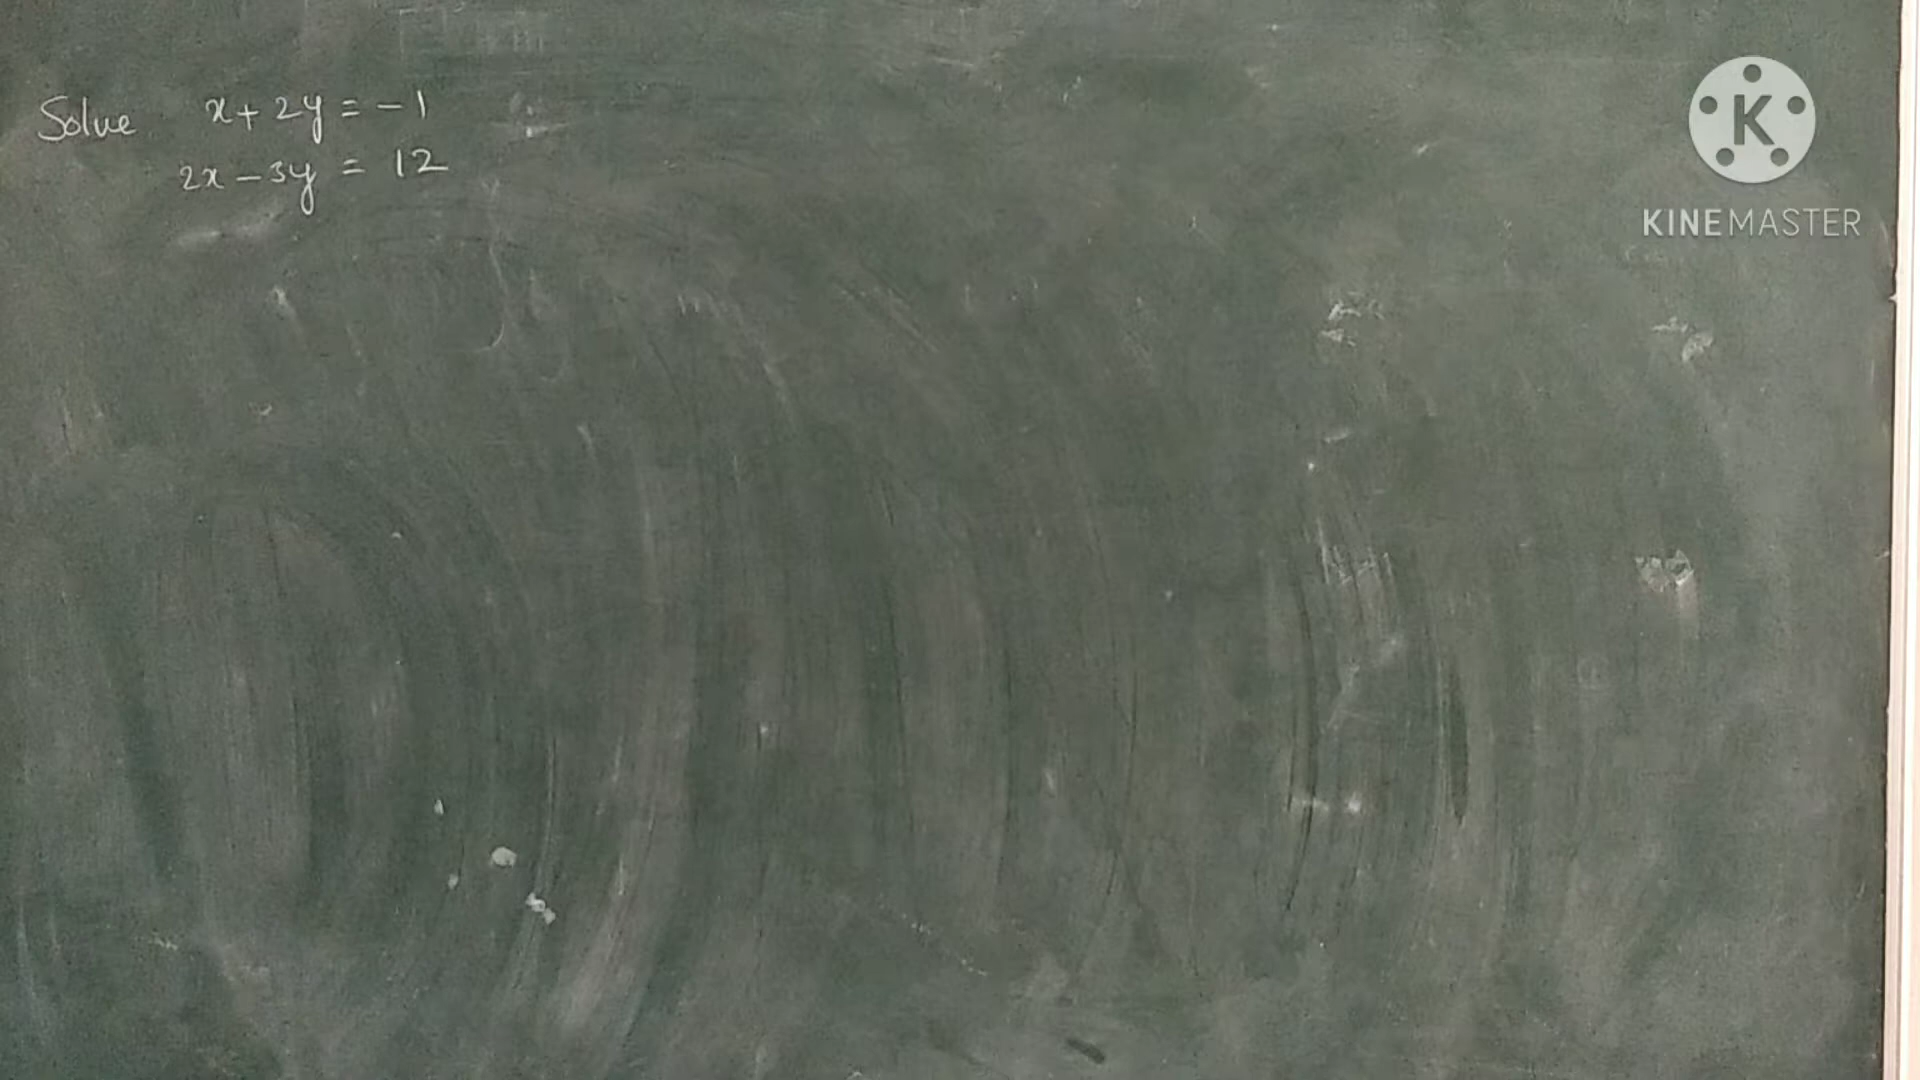 Solve x + 2y = -1
2x - 3y = 12
K
KINEMASTER